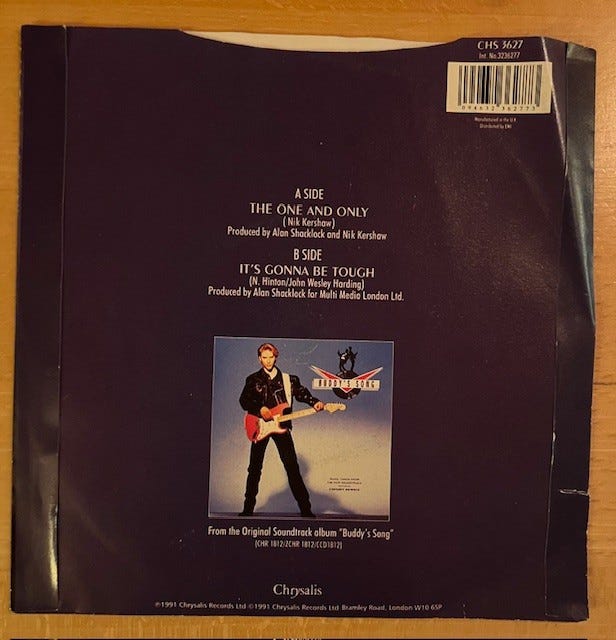 CHS 3627
Int. No.3236277
094632 362773
Manufactured in the U.K
Distributed by EMI
A SIDE
THE ONE AND ONLY
(Nik Kershaw)
Produced by Alan Shacklock and Nik Kershaw
B SIDE
IT'S GONNA BE TOUGH
(N. Hinton/John Wesley Harding)
Produced by Alan Shacklock for Multi Media London Ltd.
BUDDY'S SONG
From the Original Soundtrack album "Buddy's Song"
(CHR 1812/ZCHR 1812/CCD1812)
Chrysalis
℗1991 Chrysalis Records Ltd ©1991 Chrysalis Records Ltd Bramley Road, London W10 6SP